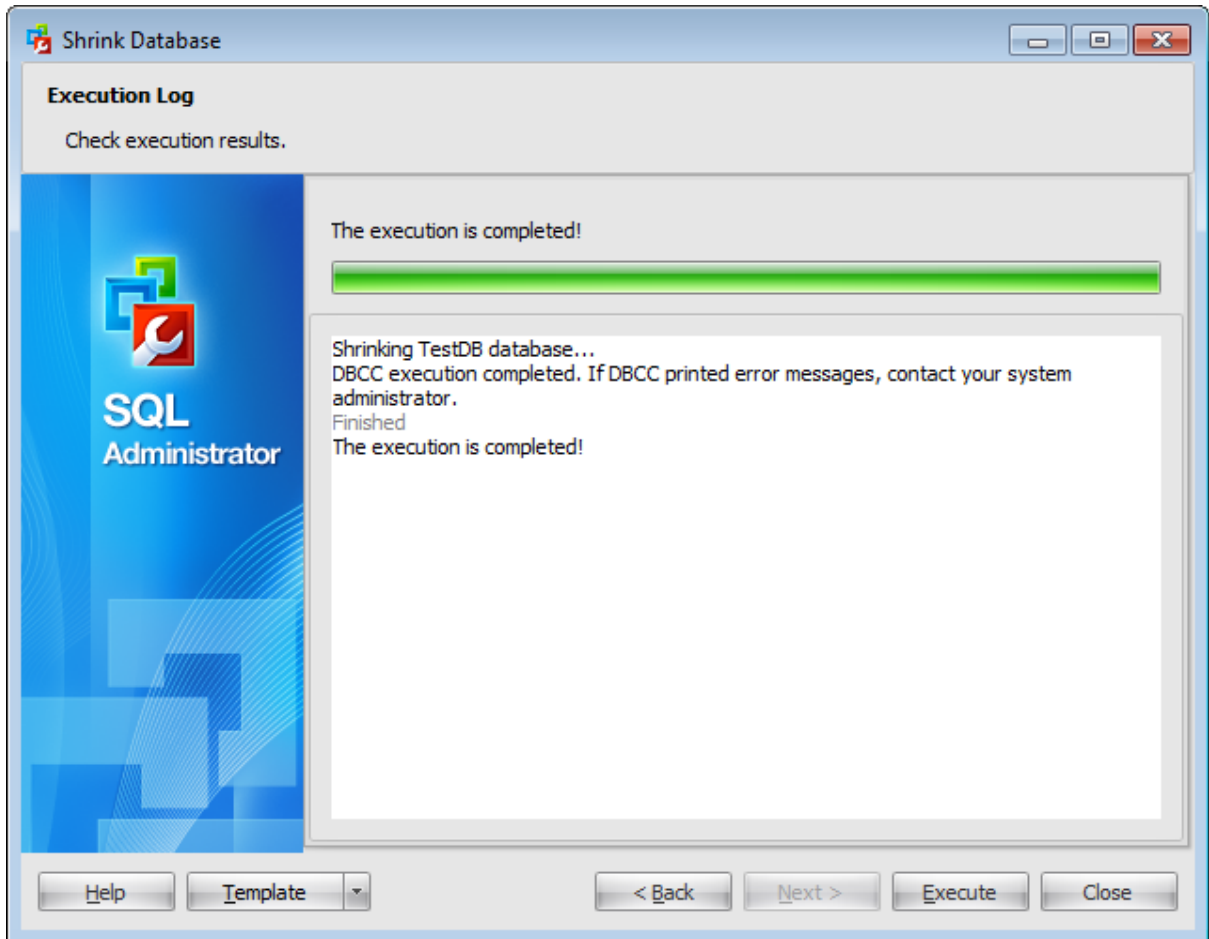 Shrink Database
Execution Log
Check execution results.
The execution is completed!
Shrinking TestDB database...
DBCC execution completed. If DBCC printed error messages, contact your system
administrator.
Finished
The execution is completed!
SQL
Administrator
Help
Template
< Back
Next >
Execute
Close